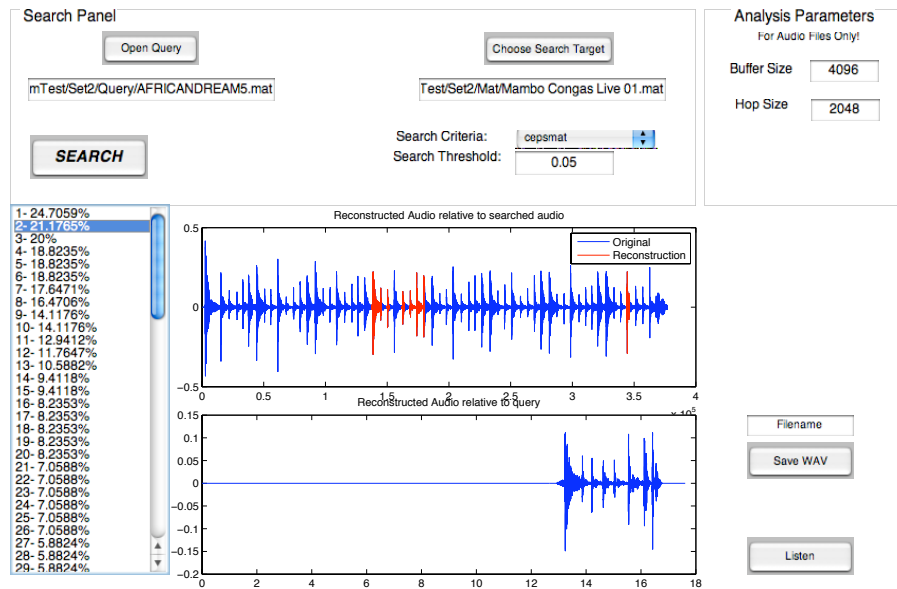 Search Panel
Open Query
Choose Search Target
mTest/Set2/Query/AFRICANDREAM5.mat
Test/Set2/Mat/Mambo Congas Live 01.mat
SEARCH
Search Criteria:
cepsmat
Search Threshold:
0.05
Analysis Parameters
For Audio Files Only!
Buffer Size
4096
Hop Size
2048
1- 24.7059%
2- 21.1765%
3- 20%
4- 18.8235%
5- 18.8235%
6- 18.8235%
7- 17.6471%
8- 16.4706%
9- 14.1176%
10- 14.1176%
11- 12.9412%
12- 11.7647%
13- 10.5882%
14- 9.4118%
15- 9.4118%
16- 8.2353%
17- 8.2353%
18- 8.2353%
19- 8.2353%
20- 8.2353%
21- 7.0588%
22- 7.0588%
23- 7.0588%
24- 7.0588%
25- 7.0588%
26- 7.0588%
27- 5.8824%
28- 5.8824%
29- 5.8824%
Reconstructed Audio relative to searched audio
0.5
0
−0.5
Original
Reconstruction
0 0.5 1 1.5 2 2.5 3 3.5 4
x 10⁵
Reconstructed Audio relative to query
0.15
0.1
0.05
0
−0.05
−0.1
−0.15
−0.2
0 2 4 6 8 10 12 14 16 18
Filename
Save WAV
Listen